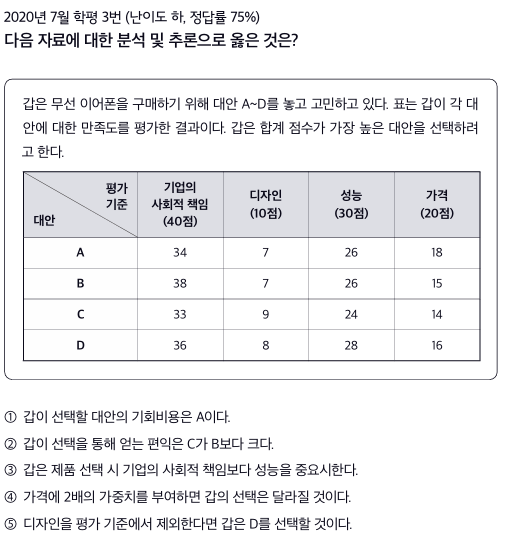 2020년 7월 학평 3번 (난이도 하, 정답률 75%)
다음 자료에 대한 분석 및 추론으로 옳은 것은?
갑은 무선 이어폰을 구매하기 위해 대안 A~D를 놓고 고민하고 있다. 표는 갑이 각 대
안에 대한 만족도를 평가한 결과이다. 갑은 합계 점수가 가장 높은 대안을 선택하려
고 한다.
평가 기준 대안 기업의 사회적 책임 (40점) 디자인 (10점) 성능 (30점) 가격 (20점)
A 34 7 26 18
B 38 7 26 15
C 33 9 24 14
D 36 8 28 16
① 갑이 선택할 대안의 기회비용은 A이다.
② 갑이 선택을 통해 얻는 편익은 C가 B보다 크다.
③ 갑은 제품 선택 시 기업의 사회적 책임보다 성능을 중요시한다.
④ 가격에 2배의 가중치를 부여하면 갑의 선택은 달라질 것이다.
⑤ 디자인을 평가 기준에서 제외한다면 갑은 D를 선택할 것이다.